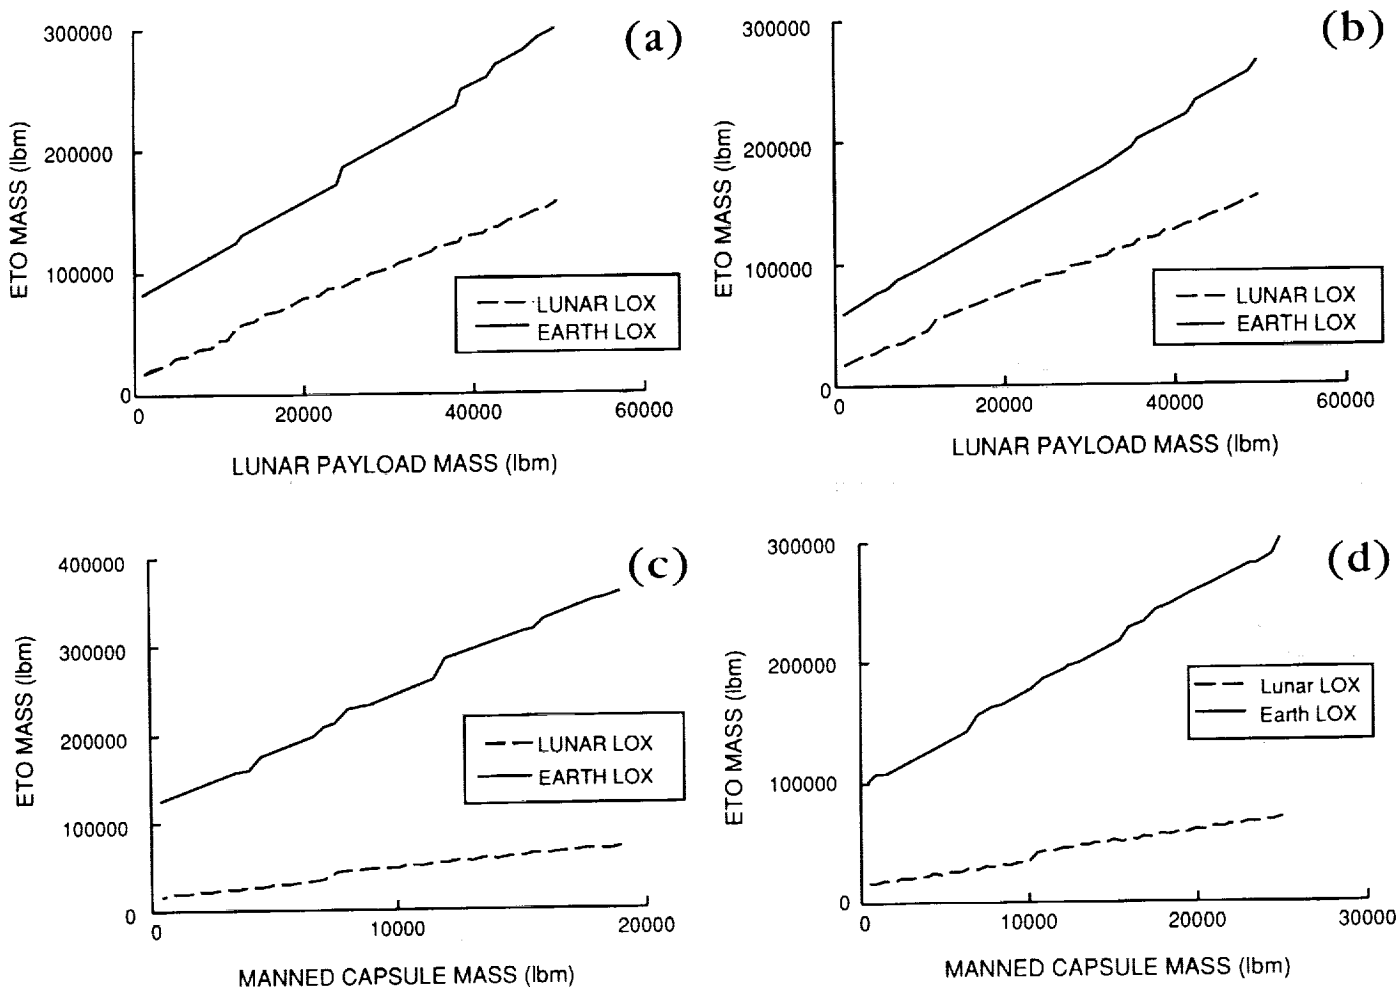 (a)
300000
200000
100000
0
ETO MASS (lbm)
LUNAR LOX
EARTH LOX
0
20000
40000
60000
LUNAR PAYLOAD MASS (lbm)
(b)
300000
200000
100000
0
ETO MASS (lbm)
LUNAR LOX
EARTH LOX
0
20000
40000
60000
LUNAR PAYLOAD MASS (lbm)
(c)
400000
300000
200000
100000
0
ETO MASS (lbm)
LUNAR LOX
EARTH LOX
0
10000
20000
MANNED CAPSULE MASS (lbm)
(d)
300000
200000
100000
0
ETO MASS (lbm)
Lunar LOX
Earth LOX
0
10000
20000
30000
MANNED CAPSULE MASS (lbm)